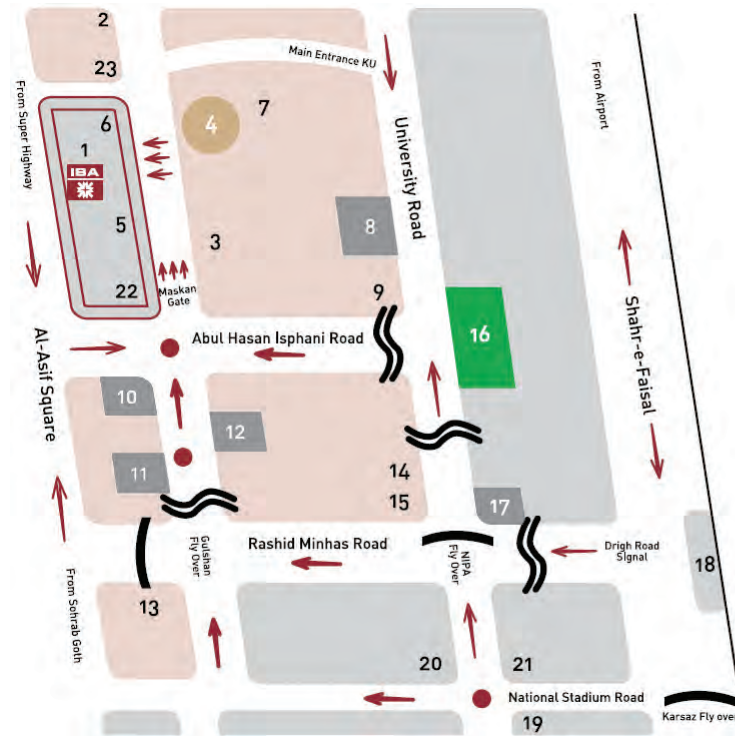 2
23
Main Entrance KU
From Super Highway
6
1
IBA
5
22
4
7
3
Maskan
Gate
8
9
University Road
From Airport
16
Shahr-e-Faisal
Al-Asif Square
Abul Hasan Isphani Road
10
11
12
14
15
17
18
Gulshan
Fly Over
Rashid Minhas Road
NIPA
Fly Over
Drigh Road
Signal
From Sohrab Goth
13
20
21
National Stadium Road
19
Karsaz Fly over